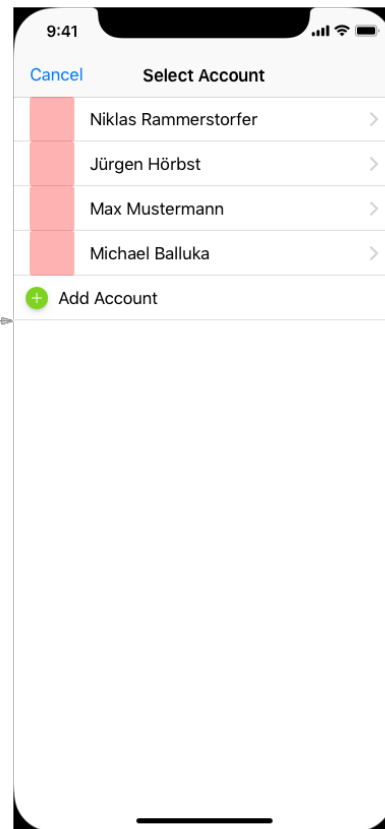 9:41
Cancel Select Account
Niklas Rammerstorfer
Jürgen Hörbst
Max Mustermann
Michael Balluka
Add Account